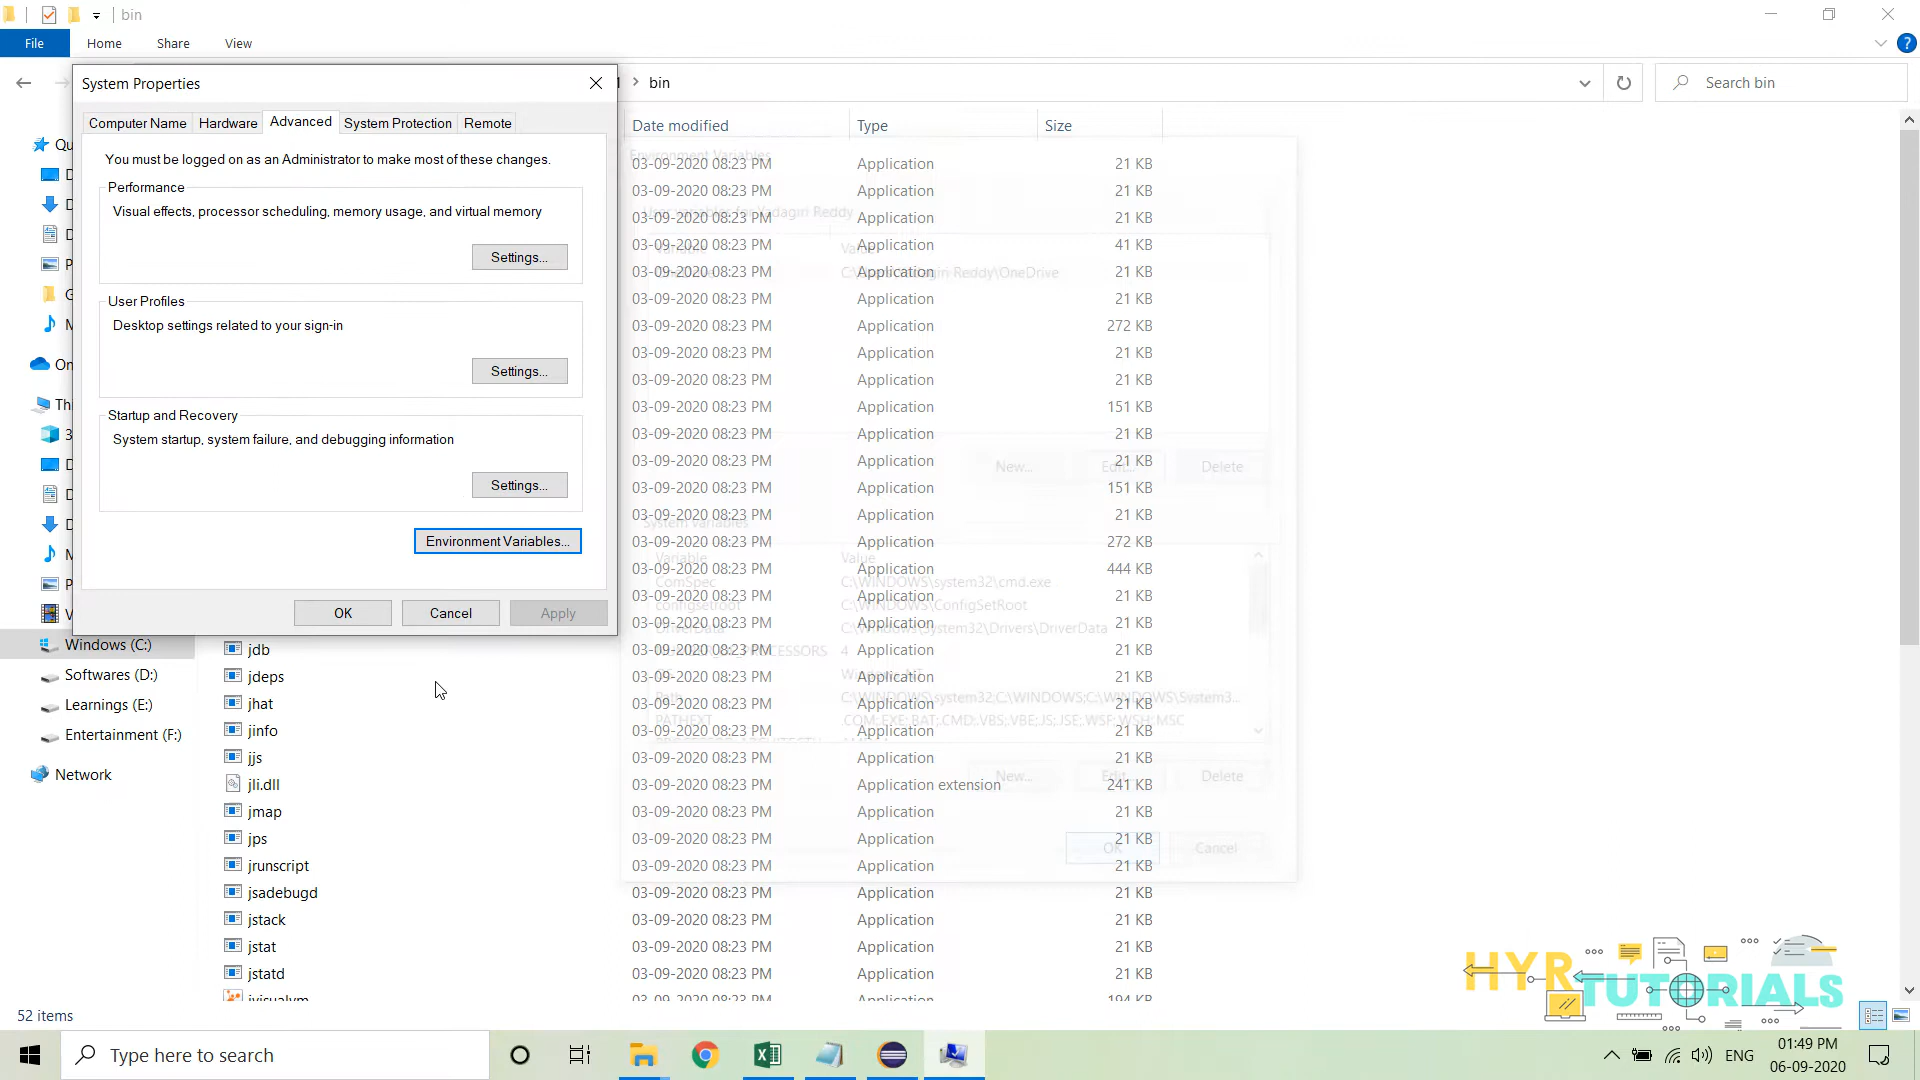 bin
File
Home
Share
View
bin
Search bin
System Properties
Computer Name
Hardware
Advanced
System Protection
Remote
You must be logged on as an Administrator to make most of these changes.
Performance
Visual effects, processor scheduling, memory usage, and virtual memory
Settings...
User Profiles
Desktop settings related to your sign-in
Settings...
Startup and Recovery
System startup, system failure, and debugging information
Settings...
Environment Variables...
OK
Cancel
Apply
Qu
D
D
D
P
G
M
On
Thi
3
D
D
D
M
P
V
Windows (C:)
Softwares (D:)
Learnings (E:)
Entertainment (F:)
Network
Date modified Type Size
03-09-2020 08:23 PM Application 21 KB
03-09-2020 08:23 PM Application 21 KB
03-09-2020 08:23 PM Application 21 KB
03-09-2020 08:23 PM Application 41 KB
03-09-2020 08:23 PM Application 21 KB
03-09-2020 08:23 PM Application 21 KB
03-09-2020 08:23 PM Application 272 KB
03-09-2020 08:23 PM Application 21 KB
03-09-2020 08:23 PM Application 21 KB
03-09-2020 08:23 PM Application 151 KB
03-09-2020 08:23 PM Application 21 KB
03-09-2020 08:23 PM Application 21 KB
03-09-2020 08:23 PM Application 151 KB
03-09-2020 08:23 PM Application 21 KB
03-09-2020 08:23 PM Application 272 KB
03-09-2020 08:23 PM Application 444 KB
03-09-2020 08:23 PM Application 21 KB
03-09-2020 08:23 PM Application 21 KB
jdb 03-09-2020 08:23 PM Application 21 KB
jdeps 03-09-2020 08:23 PM Application 21 KB
jhat 03-09-2020 08:23 PM Application 21 KB
jinfo 03-09-2020 08:23 PM Application 21 KB
jjs 03-09-2020 08:23 PM Application 21 KB
jli.dll 03-09-2020 08:23 PM Application extension 241 KB
jmap 03-09-2020 08:23 PM Application 21 KB
jps 03-09-2020 08:23 PM Application 21 KB
jrunscript 03-09-2020 08:23 PM Application 21 KB
jsadebugd 03-09-2020 08:23 PM Application 21 KB
jstack 03-09-2020 08:23 PM Application 21 KB
jstat 03-09-2020 08:23 PM Application 21 KB
jstatd 03-09-2020 08:23 PM Application 21 KB
jvisualvm 03-09-2020 08:23 PM Application 194 KB
Environment Variables
User variables for Yadagiri Reddy
Value
Reddy\OneDrive
New...
Edit...
Delete
System variables
Variable Value
ComSpec C:\WINDOWS\system32\cmd.exe
configsetroot C:\WINDOWS\ConfigSetRoot
DriverData C:\Windows\System32\Drivers\DriverData
PROCESSORS 4
Path C:\WINDOWS\system32;C:\WINDOWS;C:\WINDOWS\System3...
PATHEXT .COM;.EXE;.BAT;.CMD;.VBS;.VBE;.JS;.JSE;.WSF;.WSH;.MSC
New...
Edit...
Delete
OK
Cancel
HYR TUTORIALS
52 items
Type here to search
ENG
01:49 PM
06-09-2020